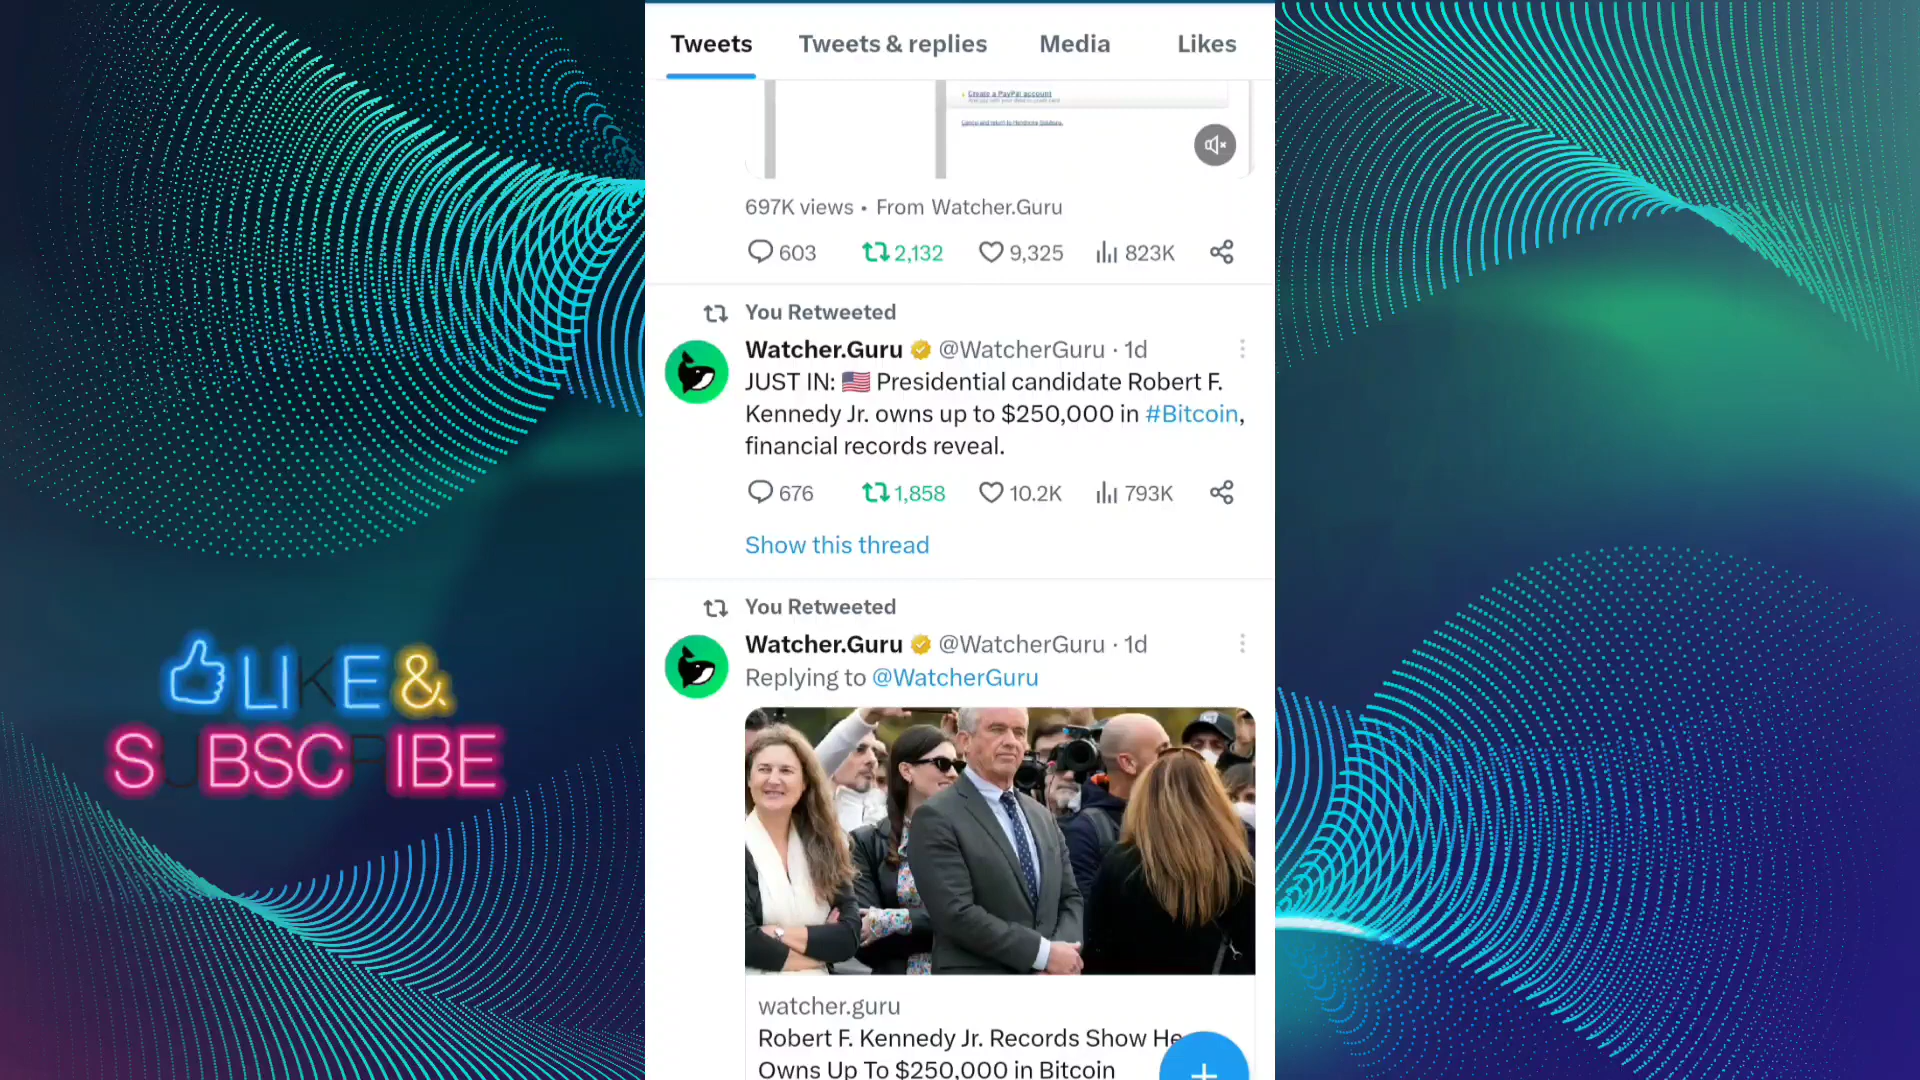 Tweets Tweets & replies Media Likes
Create a PayPal account
697K views • From Watcher.Guru
603 2,132 9,325 823K
You Retweeted
Watcher.Guru @WatcherGuru · 1d
JUST IN: 🇺🇸 Presidential candidate Robert F.
Kennedy Jr. owns up to $250,000 in #Bitcoin,
financial records reveal.
676 1,858 10.2K 793K
Show this thread
You Retweeted
Watcher.Guru @WatcherGuru · 1d
Replying to @WatcherGuru
watcher.guru
Robert F. Kennedy Jr. Records Show He
Owns Up To $250,000 in Bitcoin
LIKE &
SUBSCRIBE